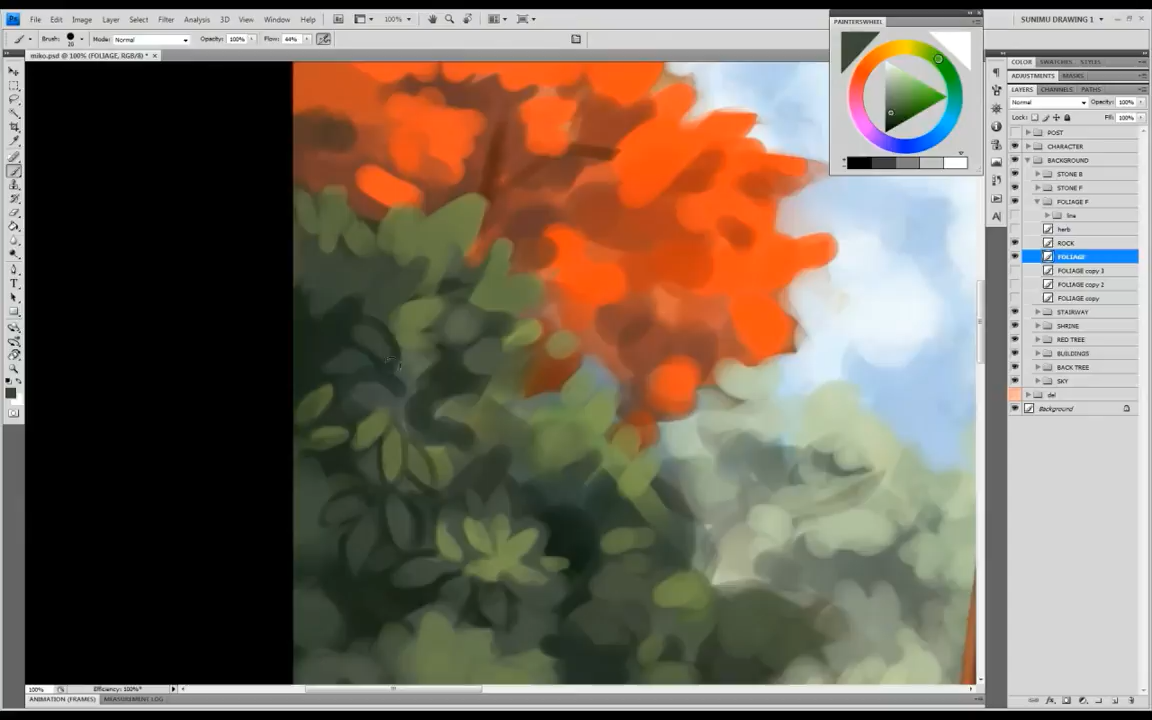 Ps File Edit Image Layer Select Filter Analysis 3D View Window Help 100%
SUNIMU DRAWING 1
Brush: 20 Mode: Normal Opacity: 100% Flow: 44%
miko.psd @ 100% (FOLIAGE, RGB/8) *
PAINTERSWHEEL
COLOR SWATCHES STYLES
ADJUSTMENTS MASKS
LAYERS CHANNELS PATHS
Normal Opacity: 100%
Lock: Fill: 100%
POST
CHARACTER
BACKGROUND
STONE B
STONE F
FOLIAGE F
line
herb
ROCK
FOLIAGE
FOLIAGE copy 3
FOLIAGE copy 2
FOLIAGE copy
STAIRWAY
SHRINE
RED TREE
BUILDINGS
BACK TREE
SKY
del
Background
100% Efficiency: 100%*
ANIMATION (FRAMES) MEASUREMENT LOG